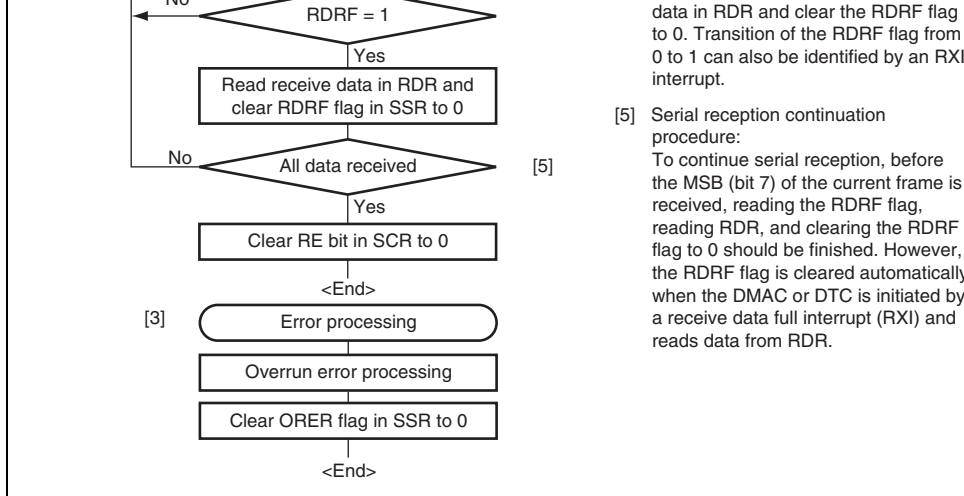 No
RDRF = 1
Yes
Read receive data in RDR and
clear RDRF flag in SSR to 0
No
All data received
[5]
Yes
Clear RE bit in SCR to 0
<End>
[3]
Error processing
Overrun error processing
Clear ORER flag in SSR to 0
<End>
data in RDR and clear the RDRF flag
to 0. Transition of the RDRF flag from
0 to 1 can also be identified by an RXI
interrupt.
[5] Serial reception continuation
procedure:
To continue serial reception, before
the MSB (bit 7) of the current frame is
received, reading the RDRF flag,
reading RDR, and clearing the RDRF
flag to 0 should be finished. However,
the RDRF flag is cleared automatically
when the DMAC or DTC is initiated by
a receive data full interrupt (RXI) and
reads data from RDR.